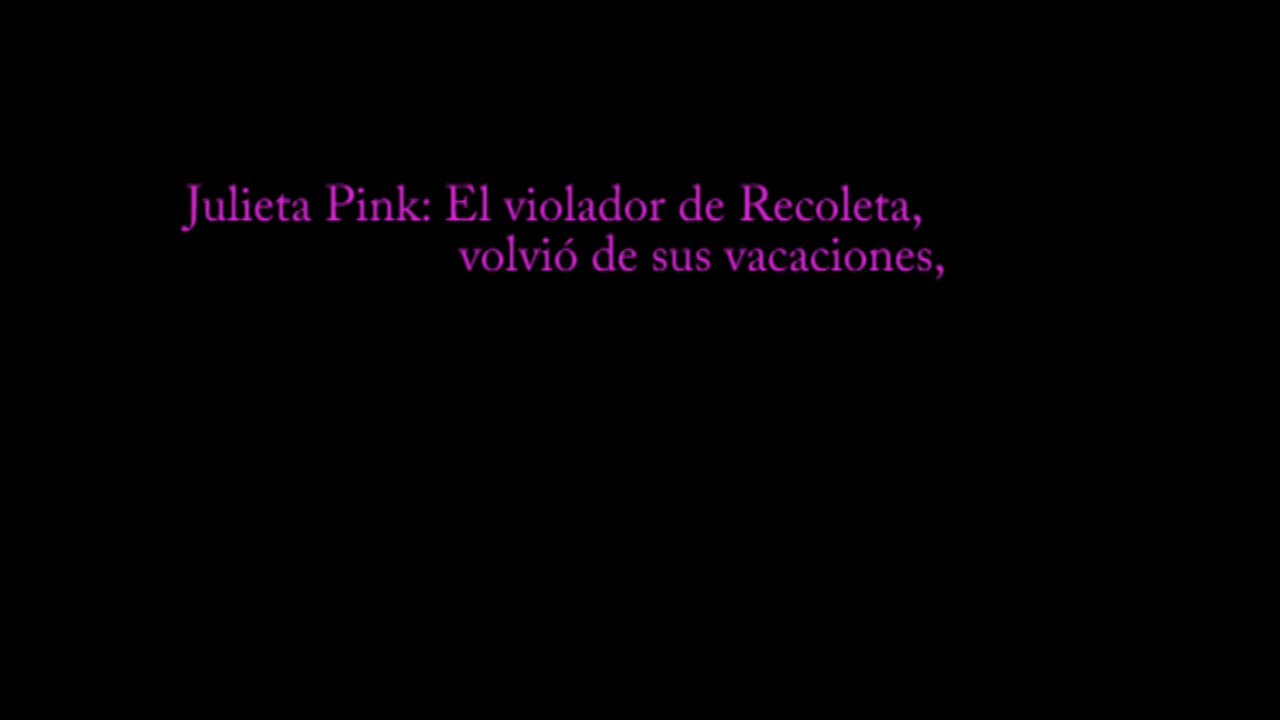 Julieta Pink: El violador de Recoleta,
volvió de sus vacaciones,